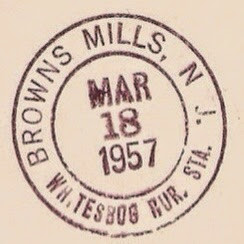 BROWNS MILLS, N. J.
MAR
18
1957
WHITESBOG RUR. STA.